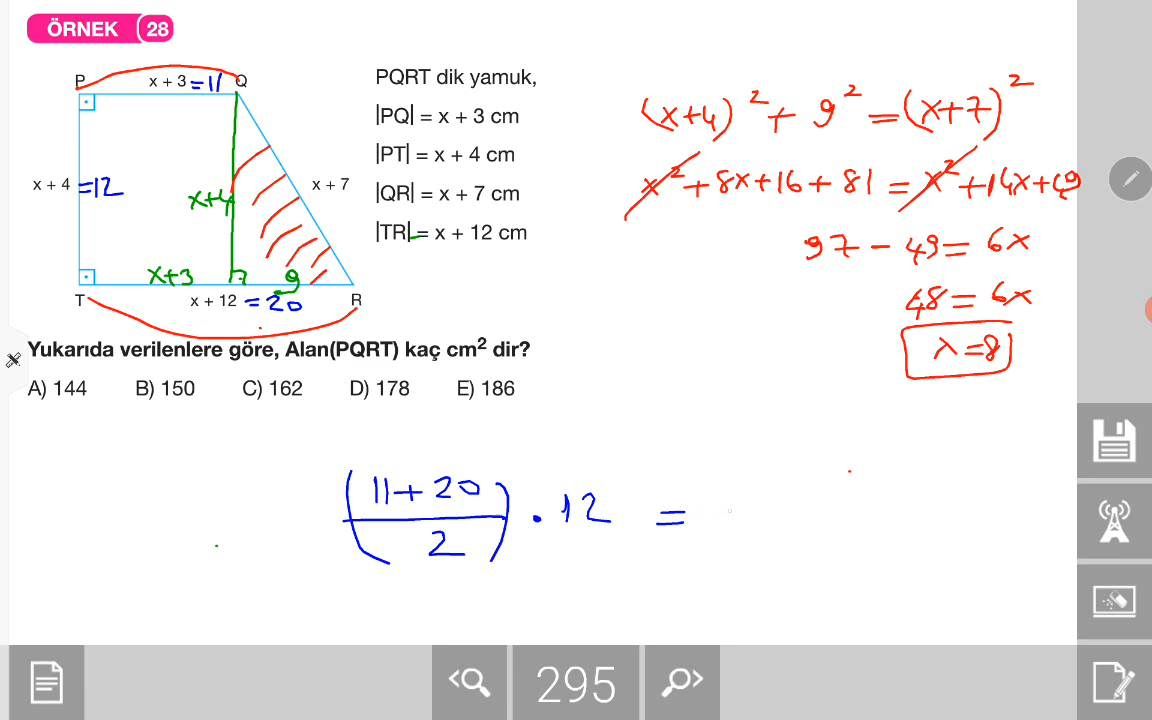 ÖRNEK 28
P x + 3 =11 Q
x + 4 =12
x+4
x + 7
x+3 9
T x + 12 =20 R
PQRT dik yamuk,
|PQ| = x + 3 cm
|PT| = x + 4 cm
|QR| = x + 7 cm
|TR| = x + 12 cm
Yukarıda verilenlere göre, Alan(PQRT) kaç cm² dir?
A) 144 B) 150 C) 162 D) 178 E) 186
(x+4)² + 9² = (x+7)²
x² + 8x + 16 + 81 = x² + 14x + 49
97 - 49 = 6x
48 = 6x
x = 8
(11 + 20 / 2) . 12 =
295